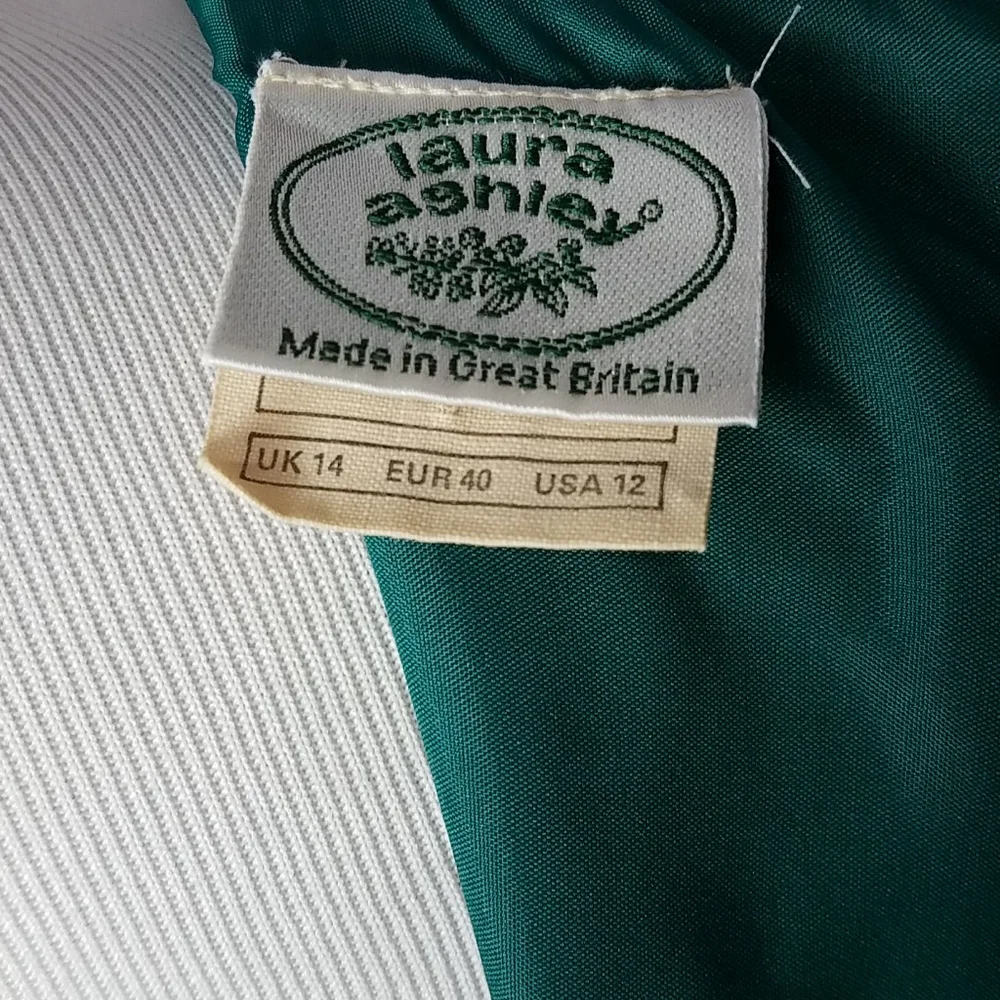 laura
ashley®
Made in Great Britain
UK 14 EUR 40 USA 12